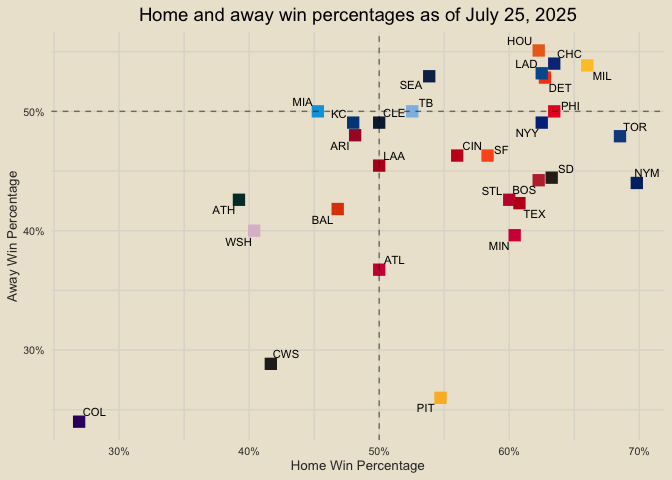 Home and away win percentages as of July 25, 2025
HOU
CHC
LAD
MIL
SEA
DET
MIA
TB
50%
KC
CLE
PHI
NYY
TOR
ARI
CIN
SF
LAA
SD
NYM
STL
BOS
ATH
BAL
TEX
40%
WSH
MIN
ATL
CWS
30%
PIT
COL
Away Win Percentage
30%
40%
50%
60%
70%
Home Win Percentage